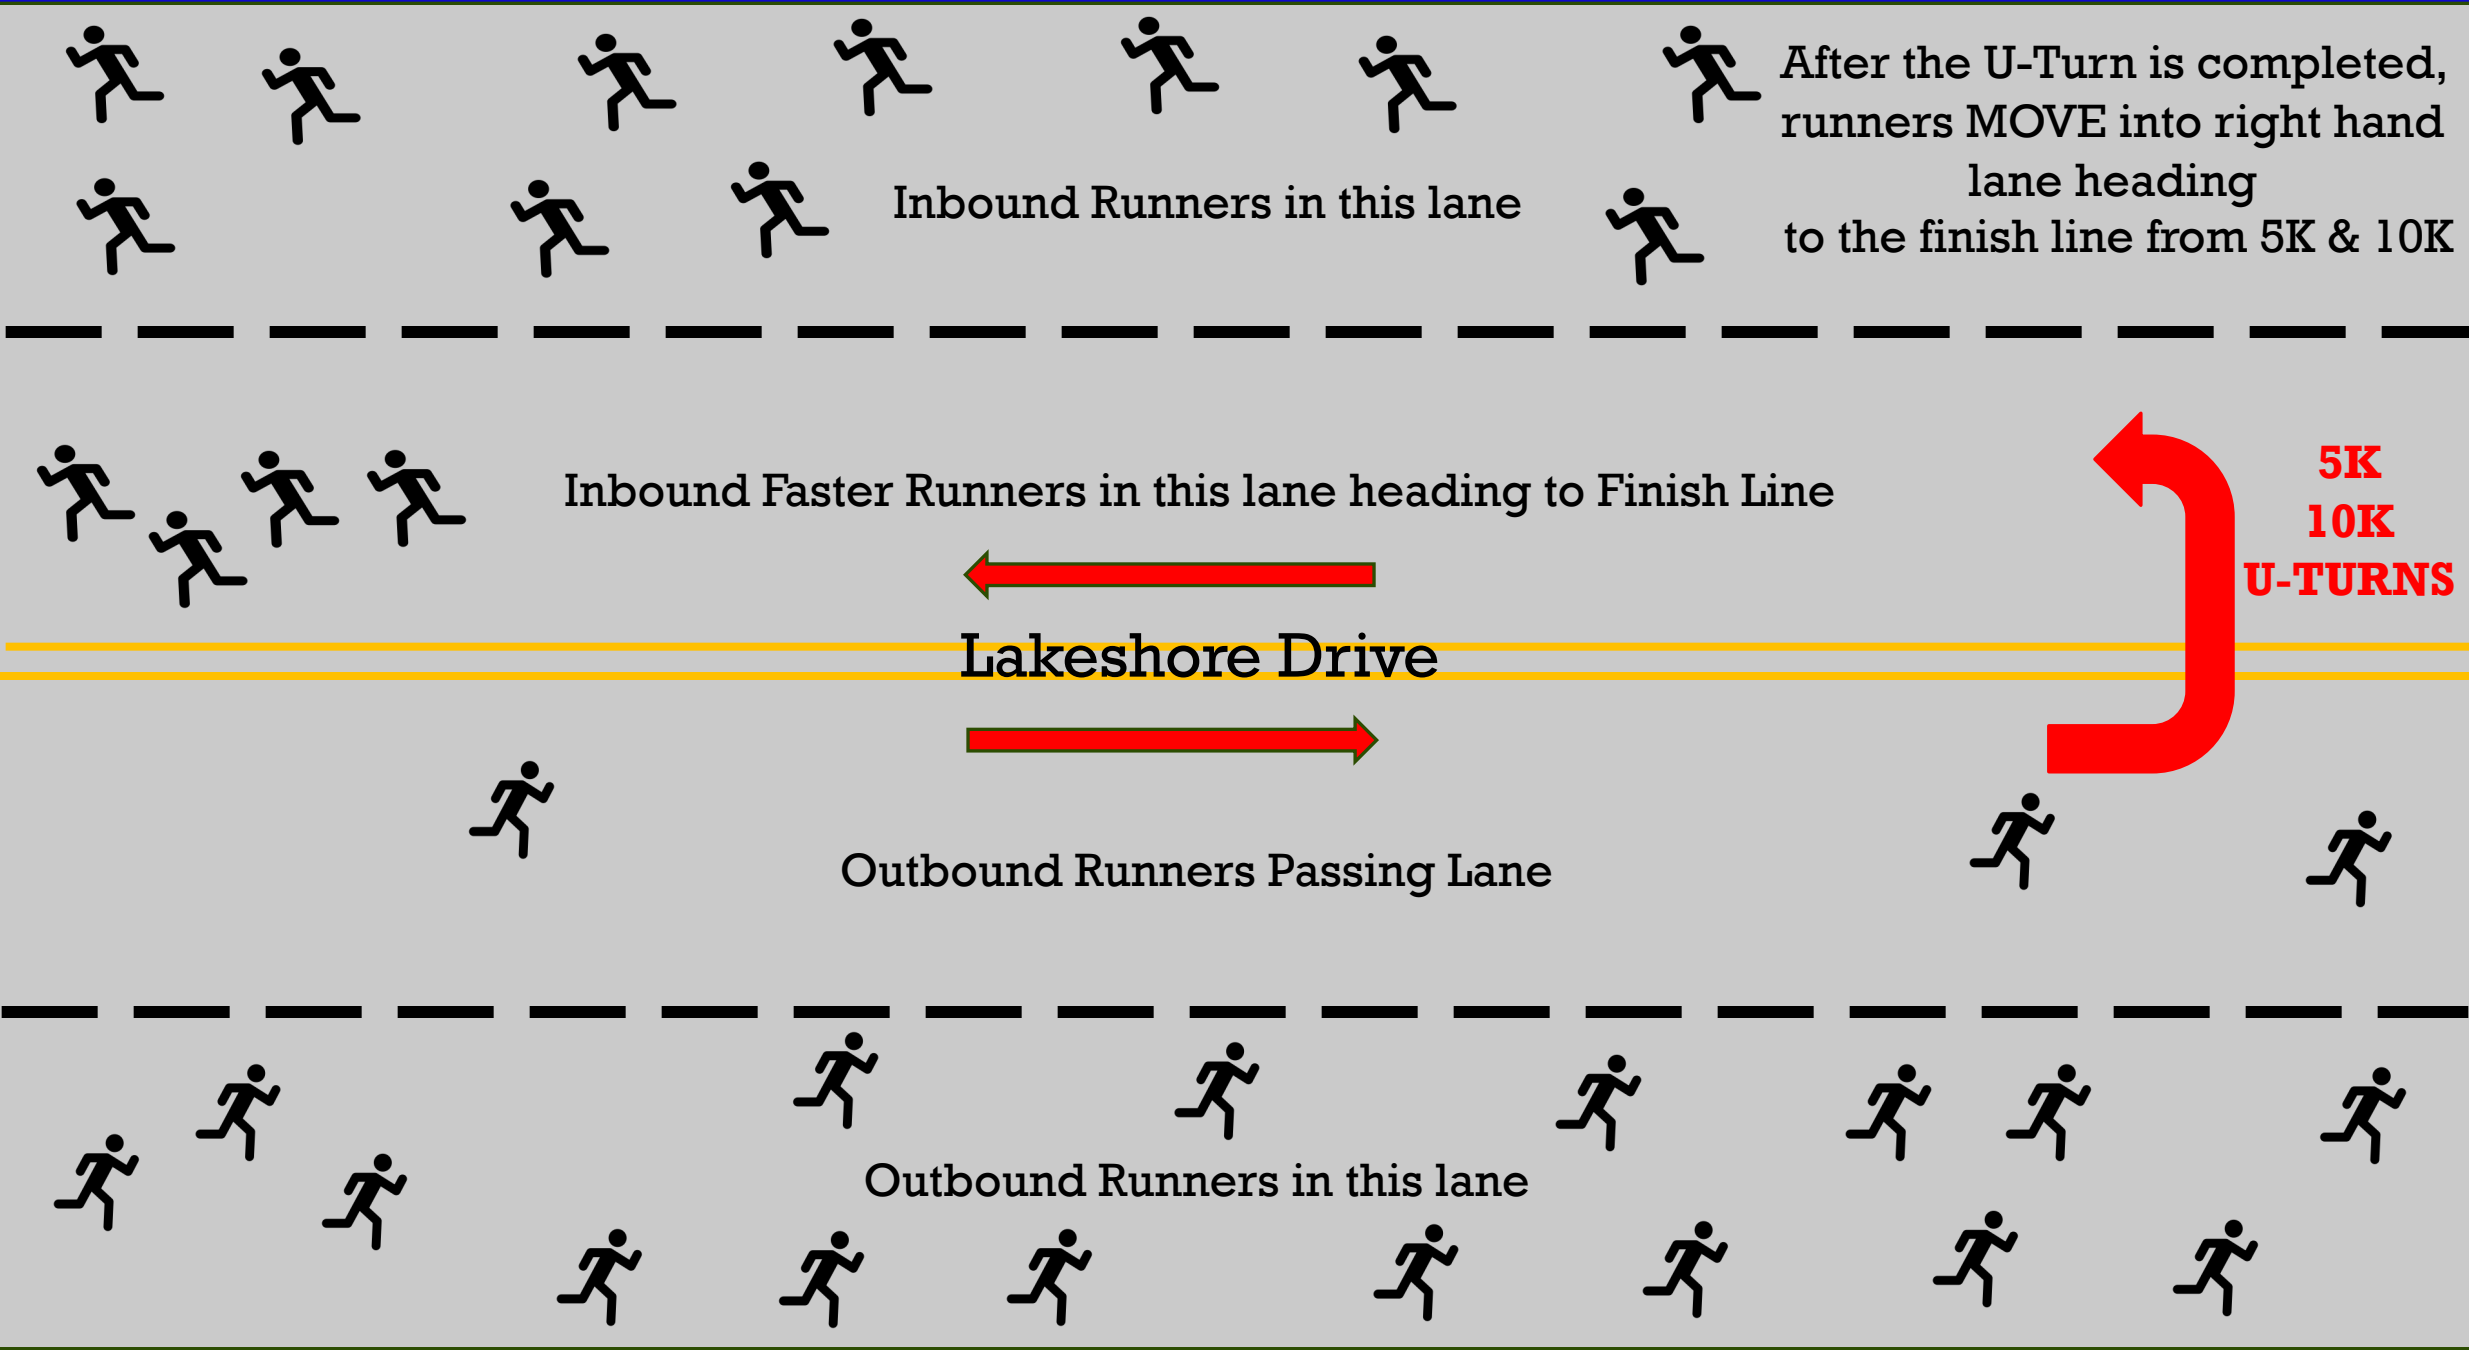 After the U-Turn is completed,
runners MOVE into right hand
lane heading
to the finish line from 5K & 10K
Inbound Runners in this lane
Inbound Faster Runners in this lane heading to Finish Line
5K
10K
U-TURNS
Lakeshore Drive
Outbound Runners Passing Lane
Outbound Runners in this lane